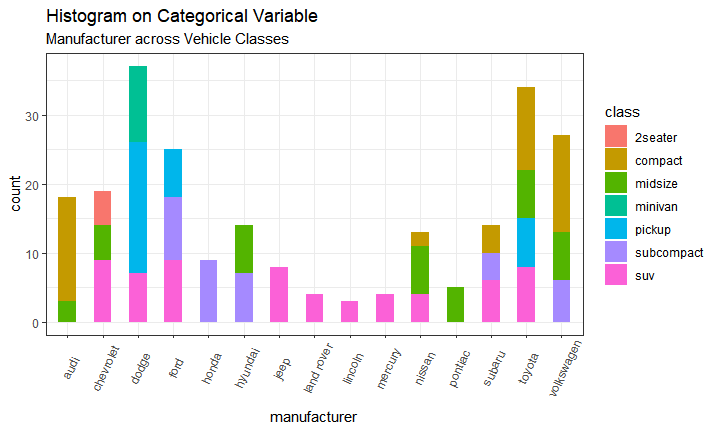 Histogram on Categorical Variable
Manufacturer across Vehicle Classes
count
30
20
10
0
audi
chevrolet
dodge
ford
honda
hyundai
jeep
land rover
lincoln
mercury
nissan
pontiac
subaru
toyota
volkswagen
manufacturer
class
2seater
compact
midsize
minivan
pickup
subcompact
suv